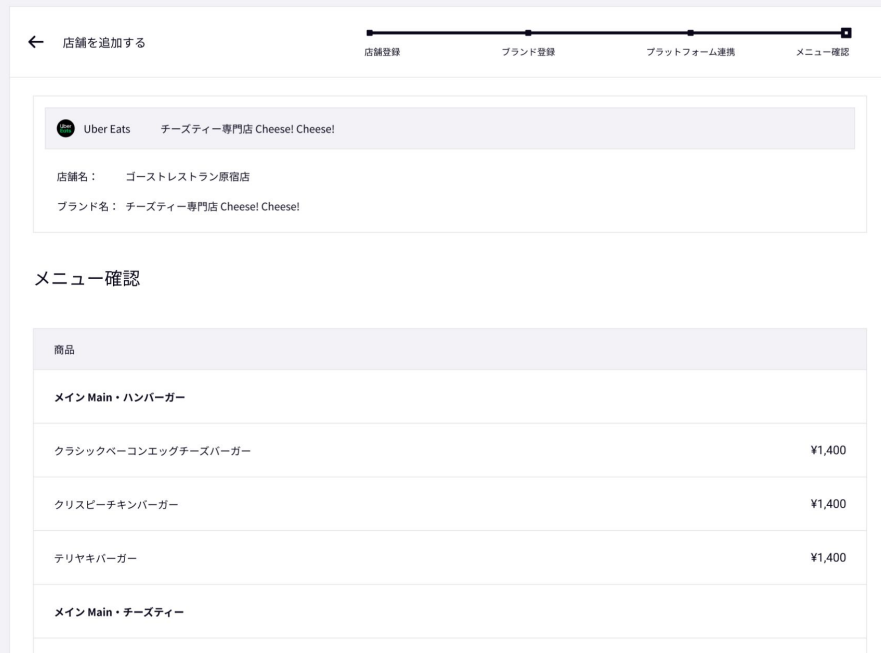 店舗を追加する
店舗登録 ブランド登録 プラットフォーム連携 メニュー確認
Uber Eats Uber Eats チーズティー専門店 Cheese! Cheese!
店舗名： ゴーストレストラン原宿店
ブランド名： チーズティー専門店 Cheese! Cheese!
メニュー確認
商品
メイン Main・ハンバーガー
クラシックベーコンエッグチーズバーガー ¥1,400
クリスピーチキンバーガー ¥1,400
テリヤキバーガー ¥1,400
メイン Main・チーズティー